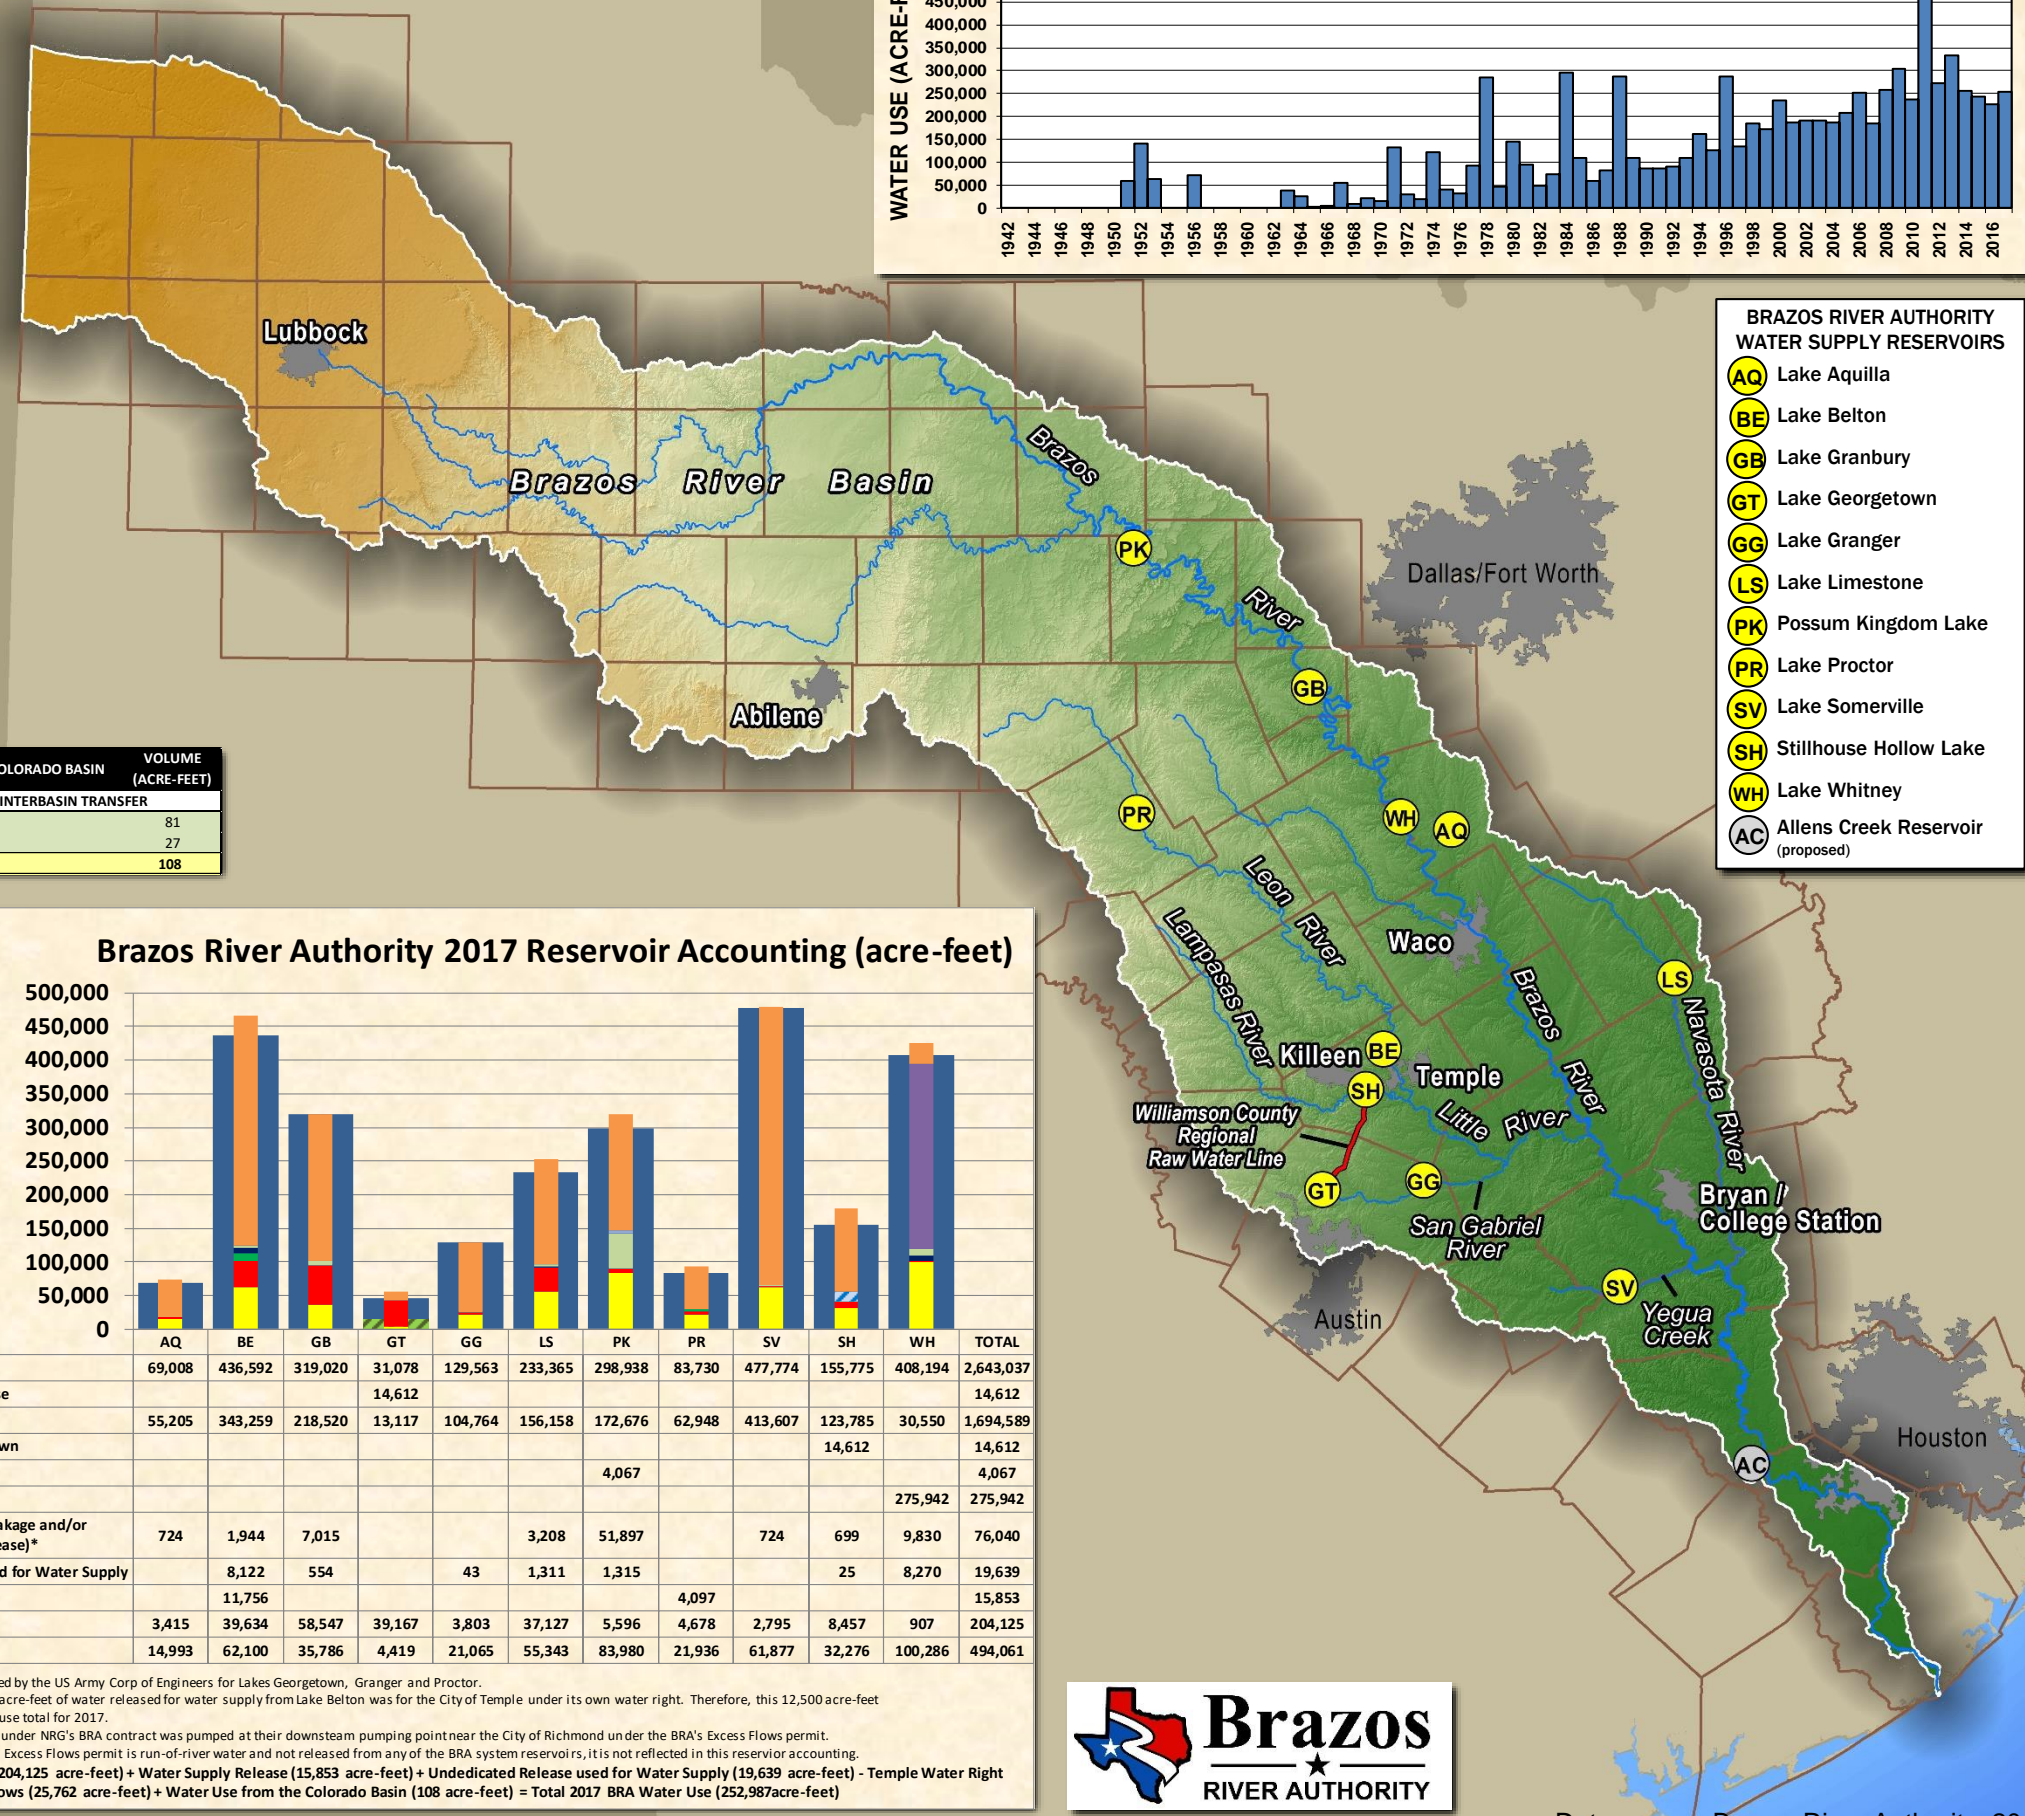 WATER USE (ACRE-F
450,000
400,000
350,000
300,000
250,000
200,000
150,000
100,000
50,000
0
1942 1944 1946 1948 1950 1952 1954 1956 1958 1960 1962 1964 1966 1968 1970 1972 1974 1976 1978 1980 1982 1984 1986 1988 1990 1992 1994 1996 1998 2000 2002 2004 2006 2008 2010 2012 2014 2016
BRAZOS RIVER AUTHORITY
WATER SUPPLY RESERVOIRS
AQ Lake Aquilla
BE Lake Belton
GB Lake Granbury
GT Lake Georgetown
GG Lake Granger
LS Lake Limestone
PK Possum Kingdom Lake
PR Lake Proctor
SV Lake Somerville
SH Stillhouse Hollow Lake
WH Lake Whitney
AC Allens Creek Reservoir
(proposed)
Lubbock
Brazos River Basin
Brazos
River
PK
Dallas/Fort Worth
GB
Abilene
PR
WH
AQ
Leon
River
Lampasas River
Waco
Brazos
River
LS
Navasota River
Killeen
BE
Temple
SH
Little River
Williamson County
Regional
Raw Water Line
GT
GG
San Gabriel
River
Bryan /
College Station
SV
Yegua
Creek
Austin
Houston
AC
OLORADO BASIN
VOLUME
(ACRE-FEET)
INTERBASIN TRANSFER
81
27
108
Brazos River Authority 2017 Reservoir Accounting (acre-feet)
500,000
450,000
400,000
350,000
300,000
250,000
200,000
150,000
100,000
50,000
0
AQ BE GB GT GG LS PK PR SV SH WH TOTAL
69,008 436,592 319,020 31,078 129,563 233,365 298,938 83,730 477,774 155,775 408,194 2,643,037
e 14,612 14,612
55,205 343,259 218,520 13,117 104,764 156,158 172,676 62,948 413,607 123,785 30,550 1,694,589
wn 14,612 14,612
4,067 4,067
275,942 275,942
akage and/or
ease)* 724 1,944 7,015 3,208 51,897 724 699 9,830 76,040
d for Water Supply 8,122 554 43 1,311 1,315 25 8,270 19,639
11,756 4,097 15,853
3,415 39,634 58,547 39,167 3,803 37,127 5,596 4,678 2,795 8,457 907 204,125
14,993 62,100 35,786 4,419 21,065 55,343 83,980 21,936 61,877 32,276 100,286 494,061
ed by the US Army Corp of Engineers for Lakes Georgetown, Granger and Proctor.
acre-feet of water released for water supply from Lake Belton was for the City of Temple under its own water right. Therefore, this 12,500 acre-feet
use total for 2017.
under NRG's BRA contract was pumped at their downsteam pumping point near the City of Richmond under the BRA's Excess Flows permit.
Excess Flows permit is run-of-river water and not released from any of the BRA system reservoirs, it is not reflected in this reservior accounting.
204,125 acre-feet) + Water Supply Release (15,853 acre-feet) + Undedicated Release used for Water Supply (19,639 acre-feet) - Temple Water Right
ows (25,762 acre-feet) + Water Use from the Colorado Basin (108 acre-feet) = Total 2017 BRA Water Use (252,987acre-feet)
Brazos
RIVER AUTHORITY